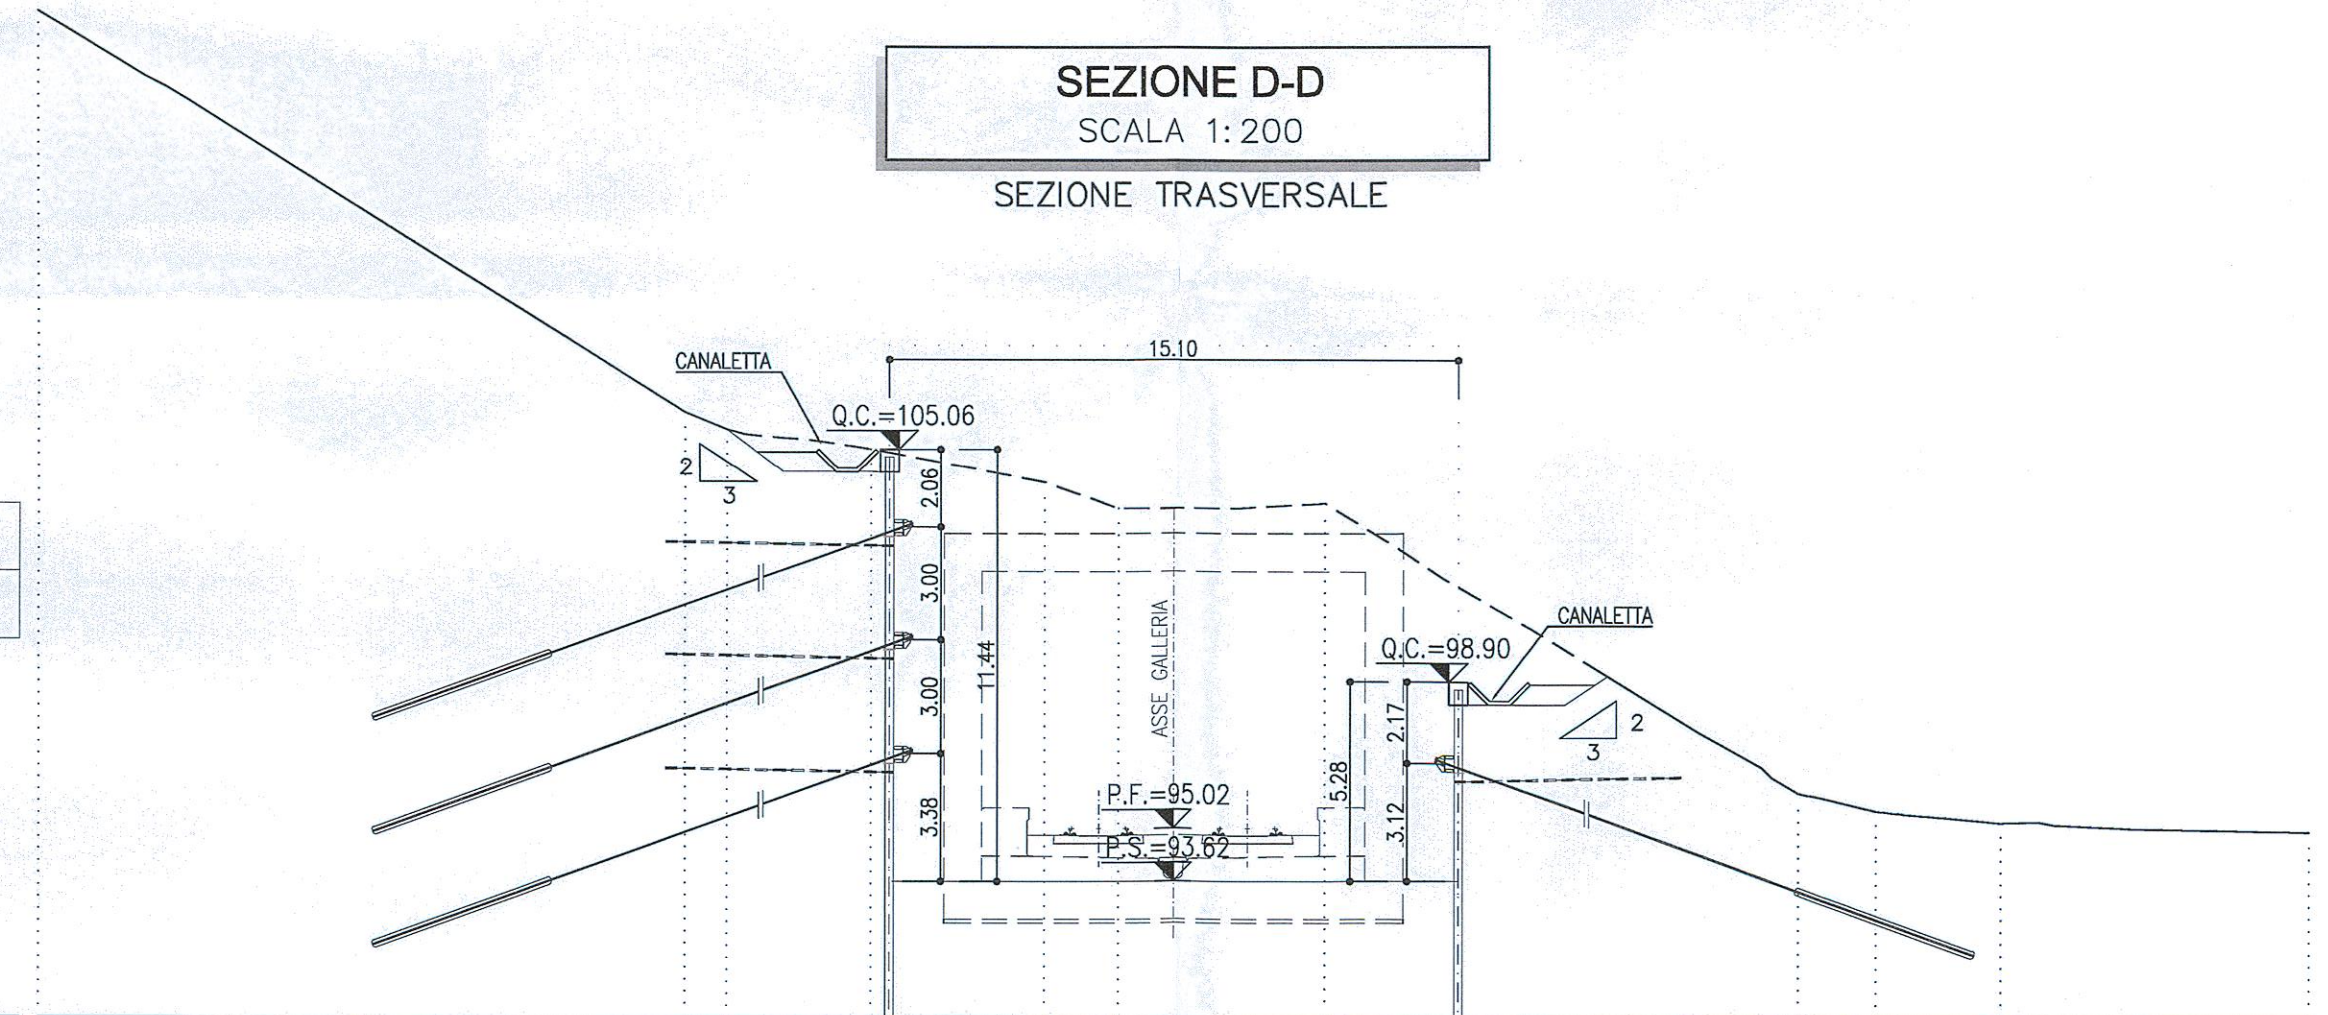 SEZIONE D-D
SCALA 1:200
SEZIONE TRASVERSALE
15.10
CANALETTA
Q.C.=105.06
2
3
2.06
3.00
3.00
3.38
11.44
ASSE GALLERIA
CANALETTA
Q.C.=98.90
2
3
2.17
5.28
3.12
P.F.=95.02
P.S.=93.62